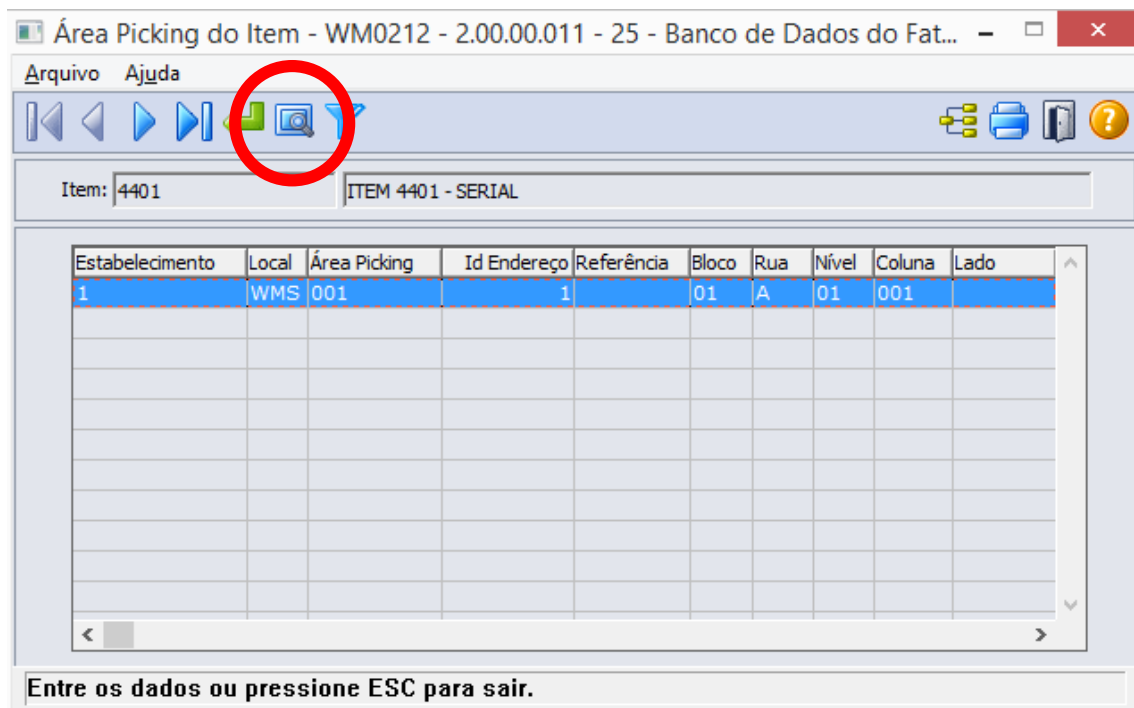 Área Picking do Item - WM0212 - 2.00.00.011 - 25 - Banco de Dados do Fat...
Arquivo Ajuda
Item: 4401 ITEM 4401 - SERIAL
Estabelecimento Local Área Picking Id Endereço Referência Bloco Rua Nível Coluna Lado
1 WMS 001 1 01 A 01 001
Entre os dados ou pressione ESC para sair.